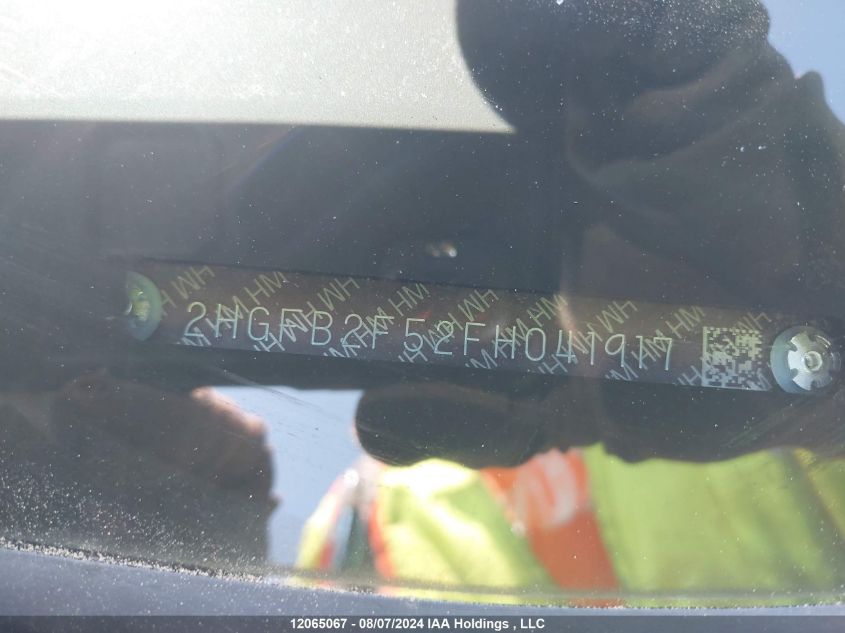 2HGFB2F52FH041917
12065067 - 08/07/2024 IAA Holdings , LLC